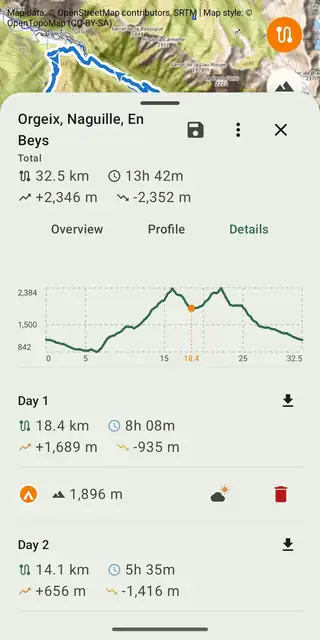 Map data: © OpenStreetMap contributors, SRTM | Map style: ©
OpenTopoMap (CC-BY-SA)
Orgeix, Naguille, En
Beys
Total
32.5 km 13h 42m
+2,346 m -2,352 m
Overview Profile Details
2,384
1,500
842
0 5 15 18.4 25 32.5
Day 1
18.4 km 8h 08m
+1,689 m -935 m
1,896 m
Day 2
14.1 km 5h 35m
+656 m -1,416 m